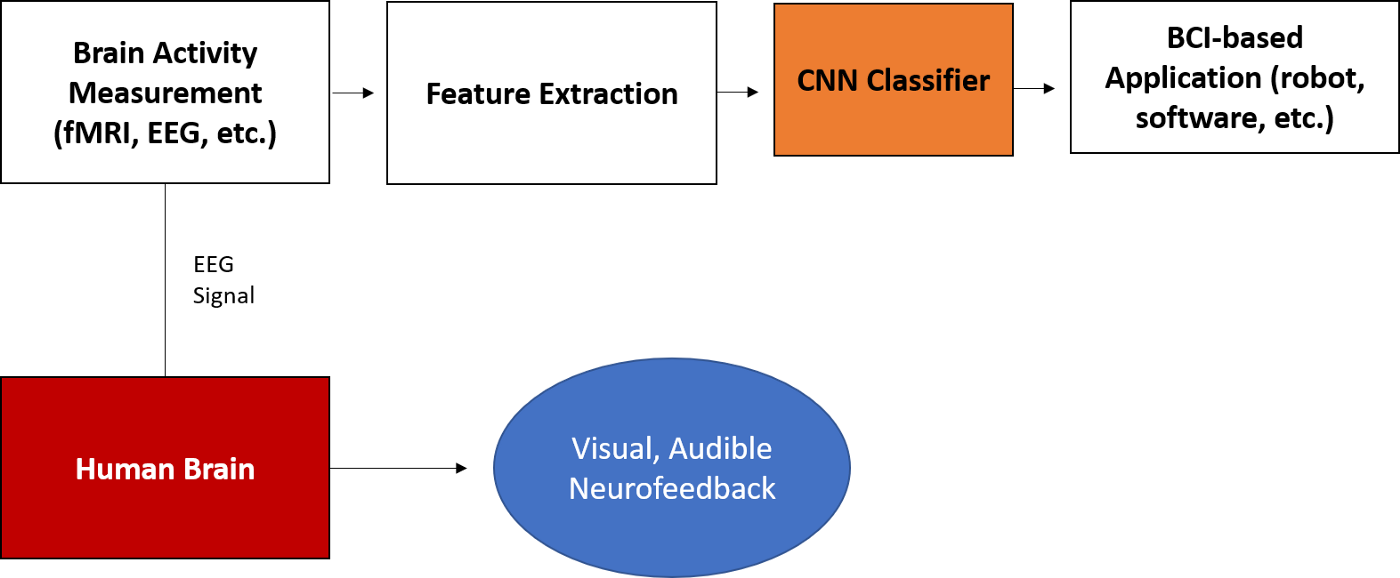 Brain Activity
Measurement
(fMRI, EEG, etc.)
Feature Extraction
CNN Classifier
BCI-based
Application (robot,
software, etc.)
EEG
Signal
Human Brain
Visual, Audible
Neurofeedback